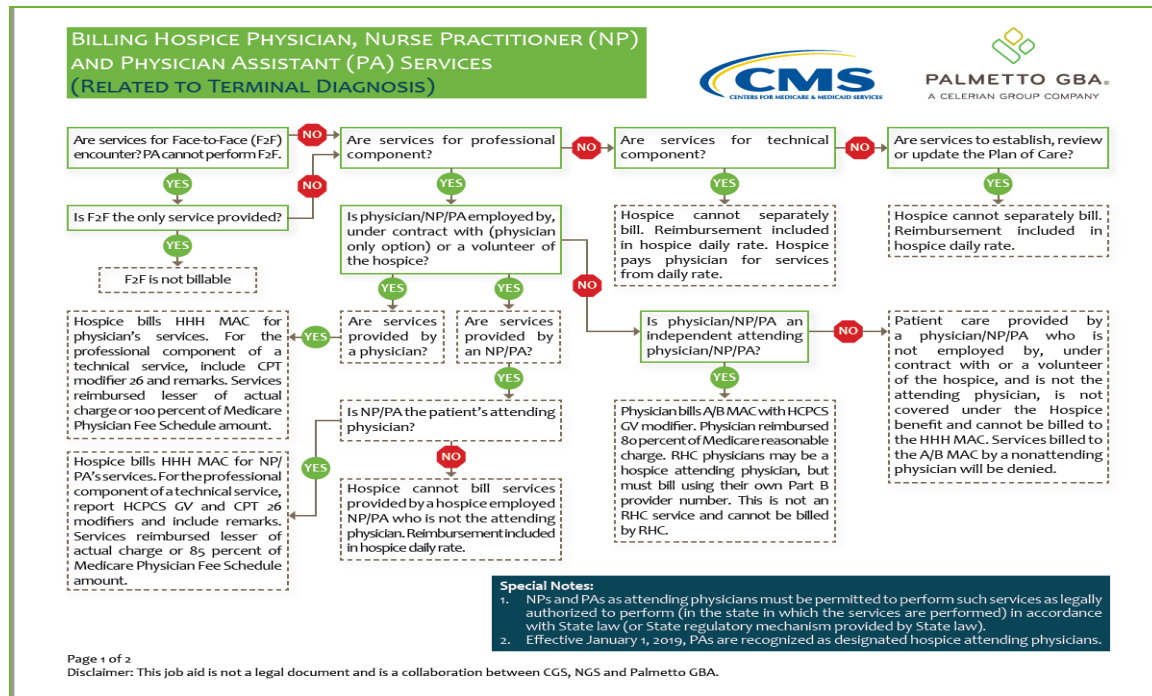 BILLING HOSPICE PHYSICIAN, NURSE PRACTITIONER (NP)
AND PHYSICIAN ASSISTANT (PA) SERVICES
(RELATED TO TERMINAL DIAGNOSIS)
CMS
CENTERS FOR MEDICARE & MEDICAID SERVICES
PALMETTO GBA®
A CELERIAN GROUP COMPANY
Are services for Face-to-Face (F2F)
encounter? PA cannot perform F2F.
NO
Are services for professional
component?
NO
Are services for technical
component?
NO
Are services to establish, review
or update the Plan of Care?
YES
NO
YES
YES
YES
Is F2F the only service provided?
YES
F2F is not billable
Is physician/NP/PA employed by,
under contract with (physician
only option) or a volunteer of
the hospice?
Hospice cannot separately
bill. Reimbursement included
in hospice daily rate. Hospice
pays physician for services
from daily rate.
Hospice cannot separately bill.
Reimbursement included in
hospice daily rate.
YES
YES
NO
Hospice bills HHH MAC for
physician's services. For the
professional component of a
technical service, include CPT
modifier 26 and remarks. Services
reimbursed lesser of actual
charge or 100 percent of Medicare
Physician Fee Schedule amount.
YES
Are services
provided by
a physician?
Are services
provided by
an NP/PA?
Is physician/NP/PA an
independent attending
physician/NP/PA?
NO
Patient care provided by
a physician/NP/PA who is
not employed by, under
contract with or a volunteer
of the hospice, and is not the
attending physician, is not
covered under the Hospice
benefit and cannot be billed to
the HHH MAC. Services billed to
the A/B MAC by a nonattending
physician will be denied.
YES
YES
Is NP/PA the patient's attending
physician?
Physician bills A/B MAC with HCPCS
GV modifier. Physician reimbursed
80 percent of Medicare reasonable
charge. RHC physicians may be a
hospice attending physician, but
must bill using their own Part B
provider number. This is not an
RHC service and cannot be billed
by RHC.
YES
NO
Hospice bills HHH MAC for NP/
PA's services. For the professional
component of a technical service,
report HCPCS GV and CPT 26
modifiers and include remarks.
Services reimbursed lesser of
actual charge or 85 percent of
Medicare Physician Fee Schedule
amount.
Hospice cannot bill services
provided by a hospice employed
NP/PA who is not the attending
physician. Reimbursement included
in hospice daily rate.
Special Notes:
1. NPs and PAs as attending physicians must be permitted to perform such services as legally
authorized to perform (in the state in which the services are performed) in accordance
with State law (or State regulatory mechanism provided by State law).
2. Effective January 1, 2019, PAs are recognized as designated hospice attending physicians.
Page 1 of 2
Disclaimer: This job aid is not a legal document and is a collaboration between CGS, NGS and Palmetto GBA.